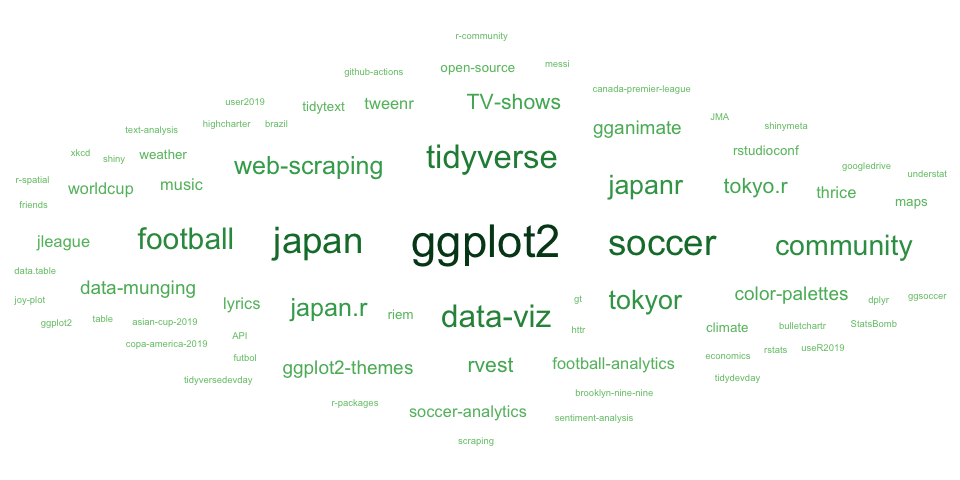 r-community
open-source
messi
github-actions
canada-premier-league
TV-shows
user2019
tidytext
tweenr
JMA
highcharter
brazil
gganimate
shinymeta
text-analysis
xkcd
shiny
weather
web-scraping
tidyverse
rstudioconf
googledrive
understat
r-spatial
worldcup
music
japanr
tokyo.r
thrice
maps
friends
jleague
football
japan
ggplot2
soccer
community
data.table
data-munging
joy-plot
lyrics
japan.r
riem
data-viz
gt
tokyor
color-palettes
dplyr
ggsoccer
ggplot2
table
asian-cup-2019
API
httr
climate
bulletchartr
StatsBomb
copa-america-2019
futbol
economics
rstats
useR2019
tidyversedevday
ggplot2-themes
rvest
football-analytics
tidydevday
brooklyn-nine-nine
r-packages
soccer-analytics
sentiment-analysis
scraping